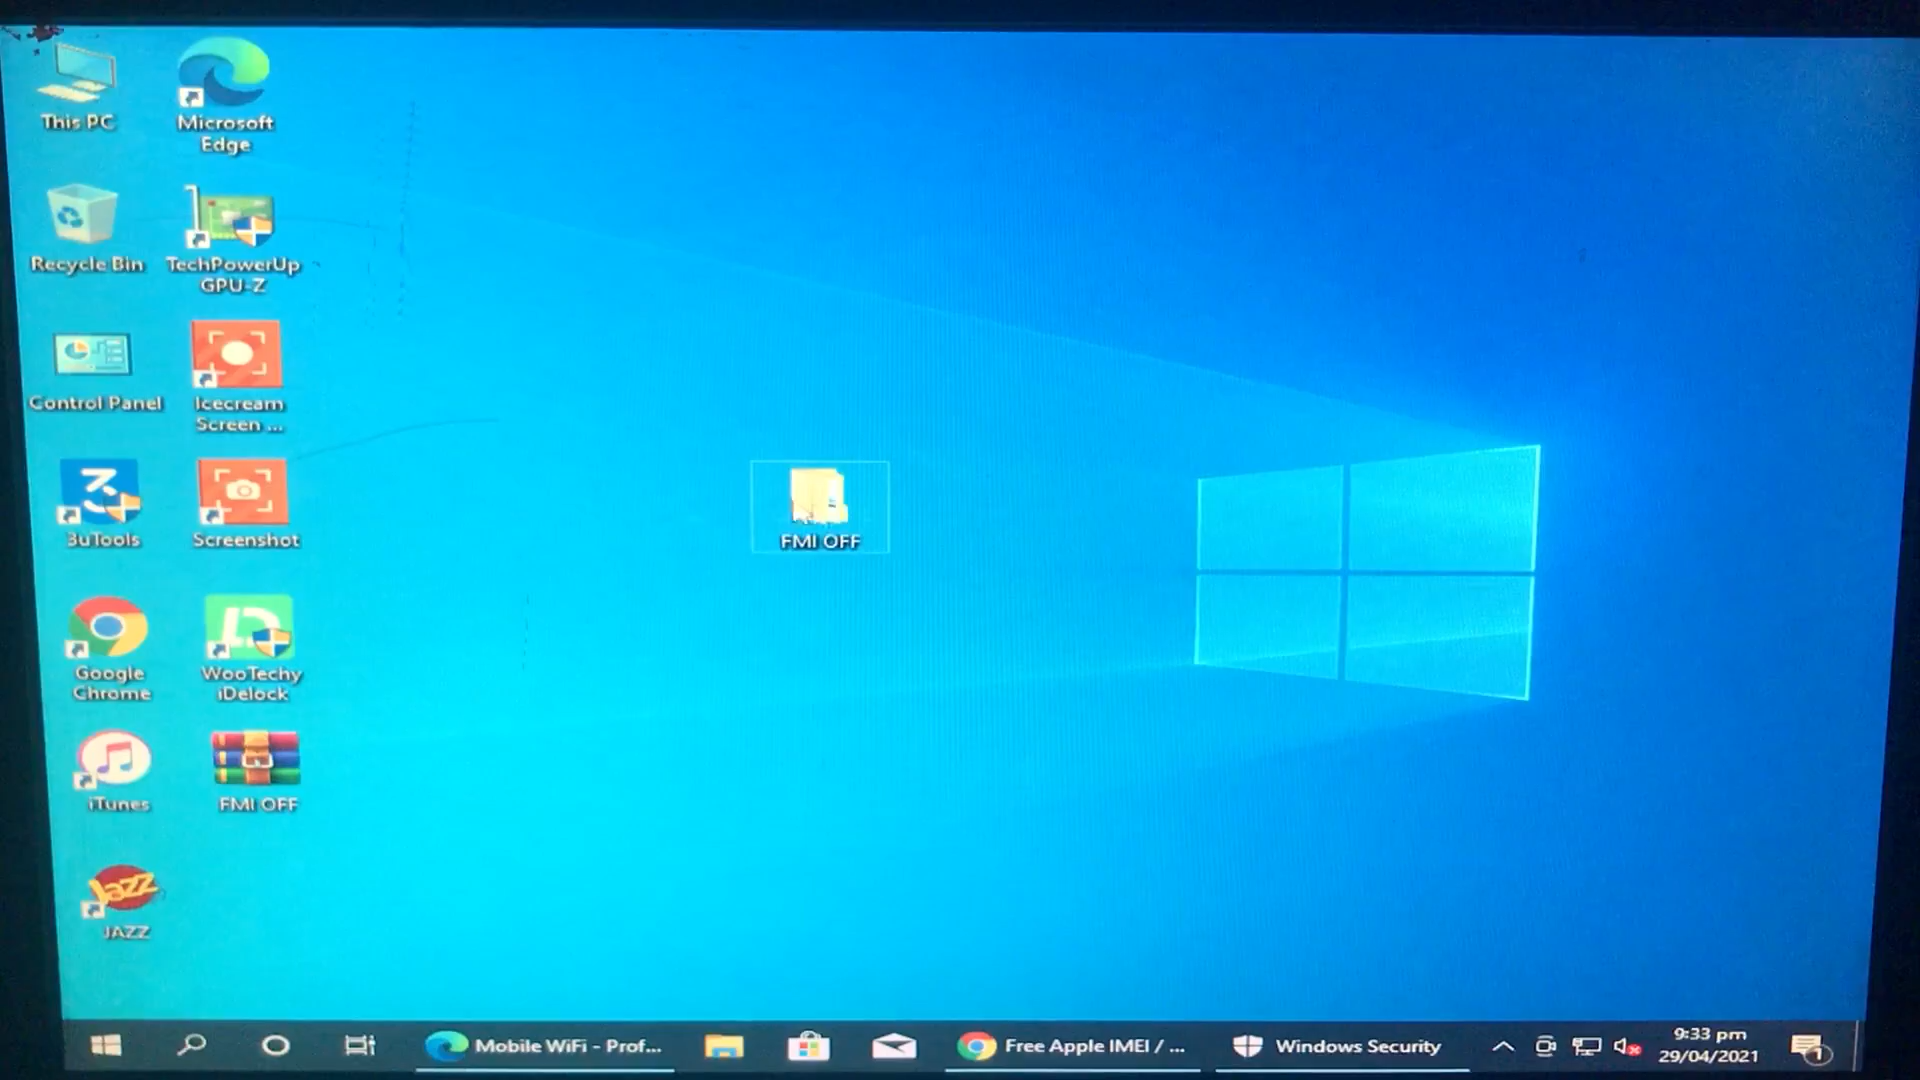 This PC
Microsoft
Edge
Recycle Bin
TechPowerUp
GPU-Z
Control Panel
Icecream
Screen ...
3uTools
Screenshot
FMI OFF
Google
Chrome
WooTechy
iDelock
iTunes
FMI OFF
Jazz
JAZZ
Mobile WiFi - Prof...
Free Apple IMEI / ...
Windows Security
9:33 pm
29/04/2021
1